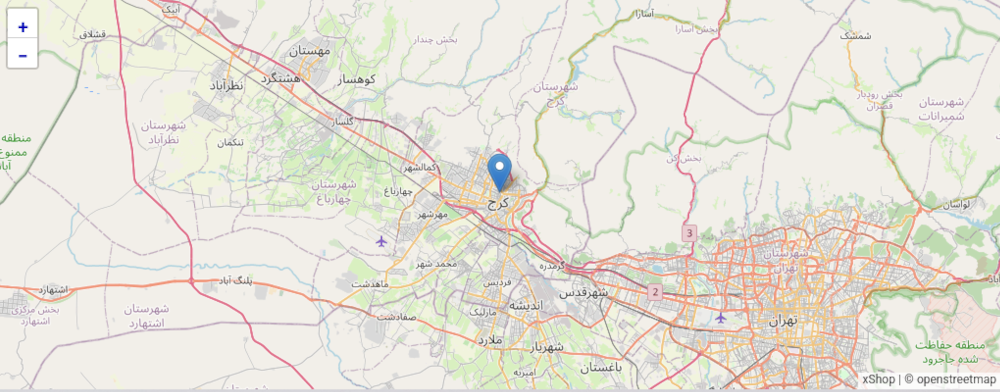 +
−
آبیک
قشلاق
مهستان
کوهسار
هشتگرد
نظرآباد
گلسار
شهرستان
نظرآباد
تنکمان
منطقه
ممنوع
بخش چندار
آسارا
بخش آسارا
شهرستان
کرج
شمشک
بخش رودبار
قصران
شهرستان
شمیرانات
بخش کن
کمالشهر
چهارباغ
شهرستان
چهارباغ
کرج
مهرشهر
لواسان
3
شهرستان
تهران
محمد شهر
گرمدره
فردیس
پلنگ آباد
ماهدشت
اشتهارد
بخش مرکزی
اشتهارد
شهرستان
اشتهارد
صفادشت
مارلیک
اندیشه
شهرقدس
2
تهران
ملارد
شهریار
باغستان
امیریه
منطقه حفاظت
شده جاجرود
xShop | © openstreetmap